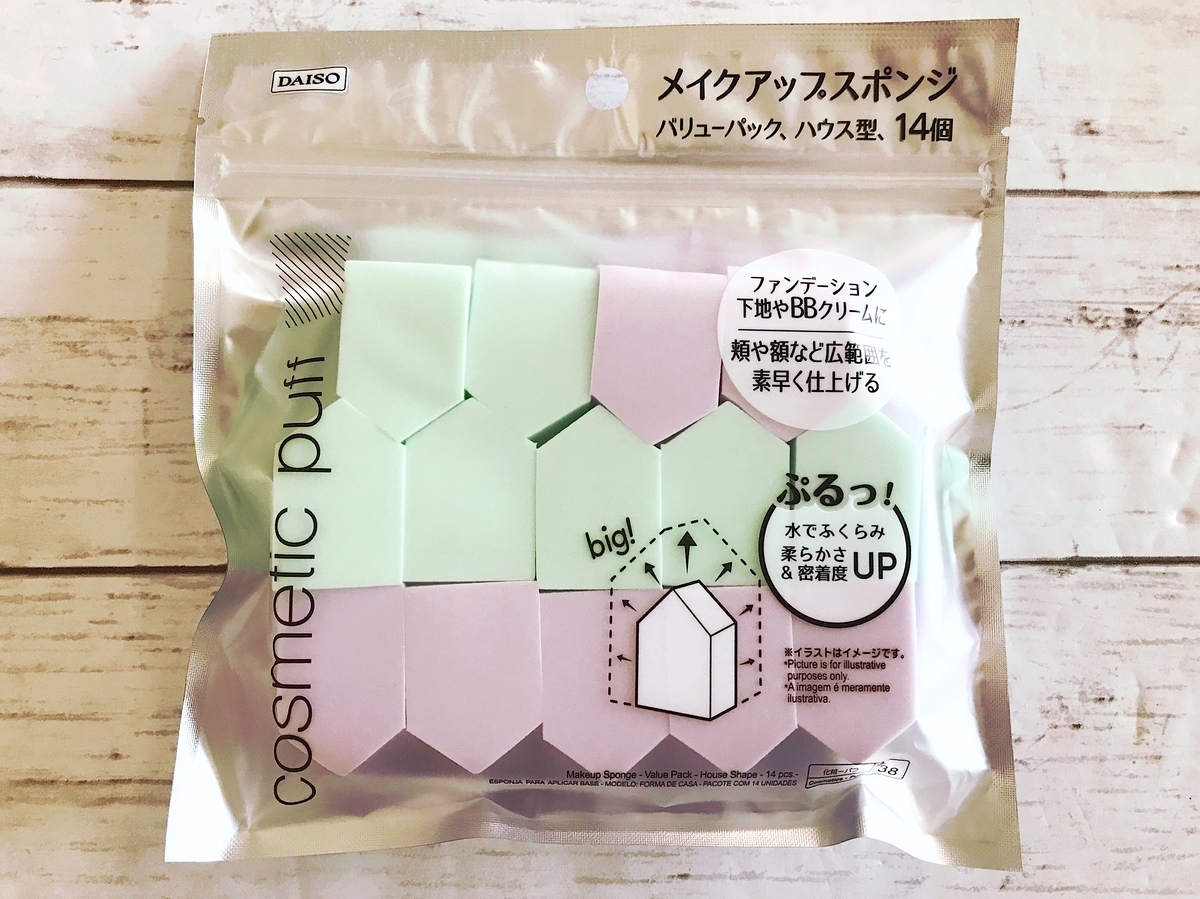 DAISO
メイクアップスポンジ
バリューパック、ハウス型、14個
ファンデーション
下地やBBクリームに
頬や額など広範囲を
素早く仕上げる
cosmetic puff
big!
ぷるっ!
水でふくらみ
柔らかさ
&密着度UP
※イラストはイメージです。
*Picture is for illustrative
purposes only.
*A imagem é meramente
ilustrativa.
Makeup Sponge - Value Pack - House Shape - 14 pcs.-
ESPONJA PARA APLICAR BASE - MODELO: FORMA DE CASA - PACOTE COM 14 UNIDADES
化粧-パフ 38